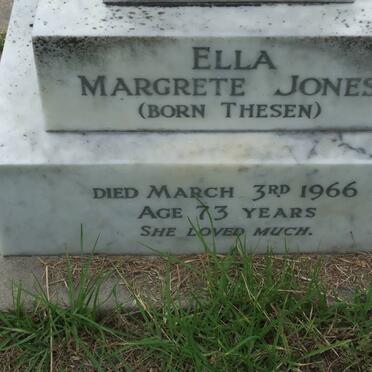 Ella
Margrete Jones
(born Thesen)
Died March 3rd 1966
Age 73 years
She loved much.